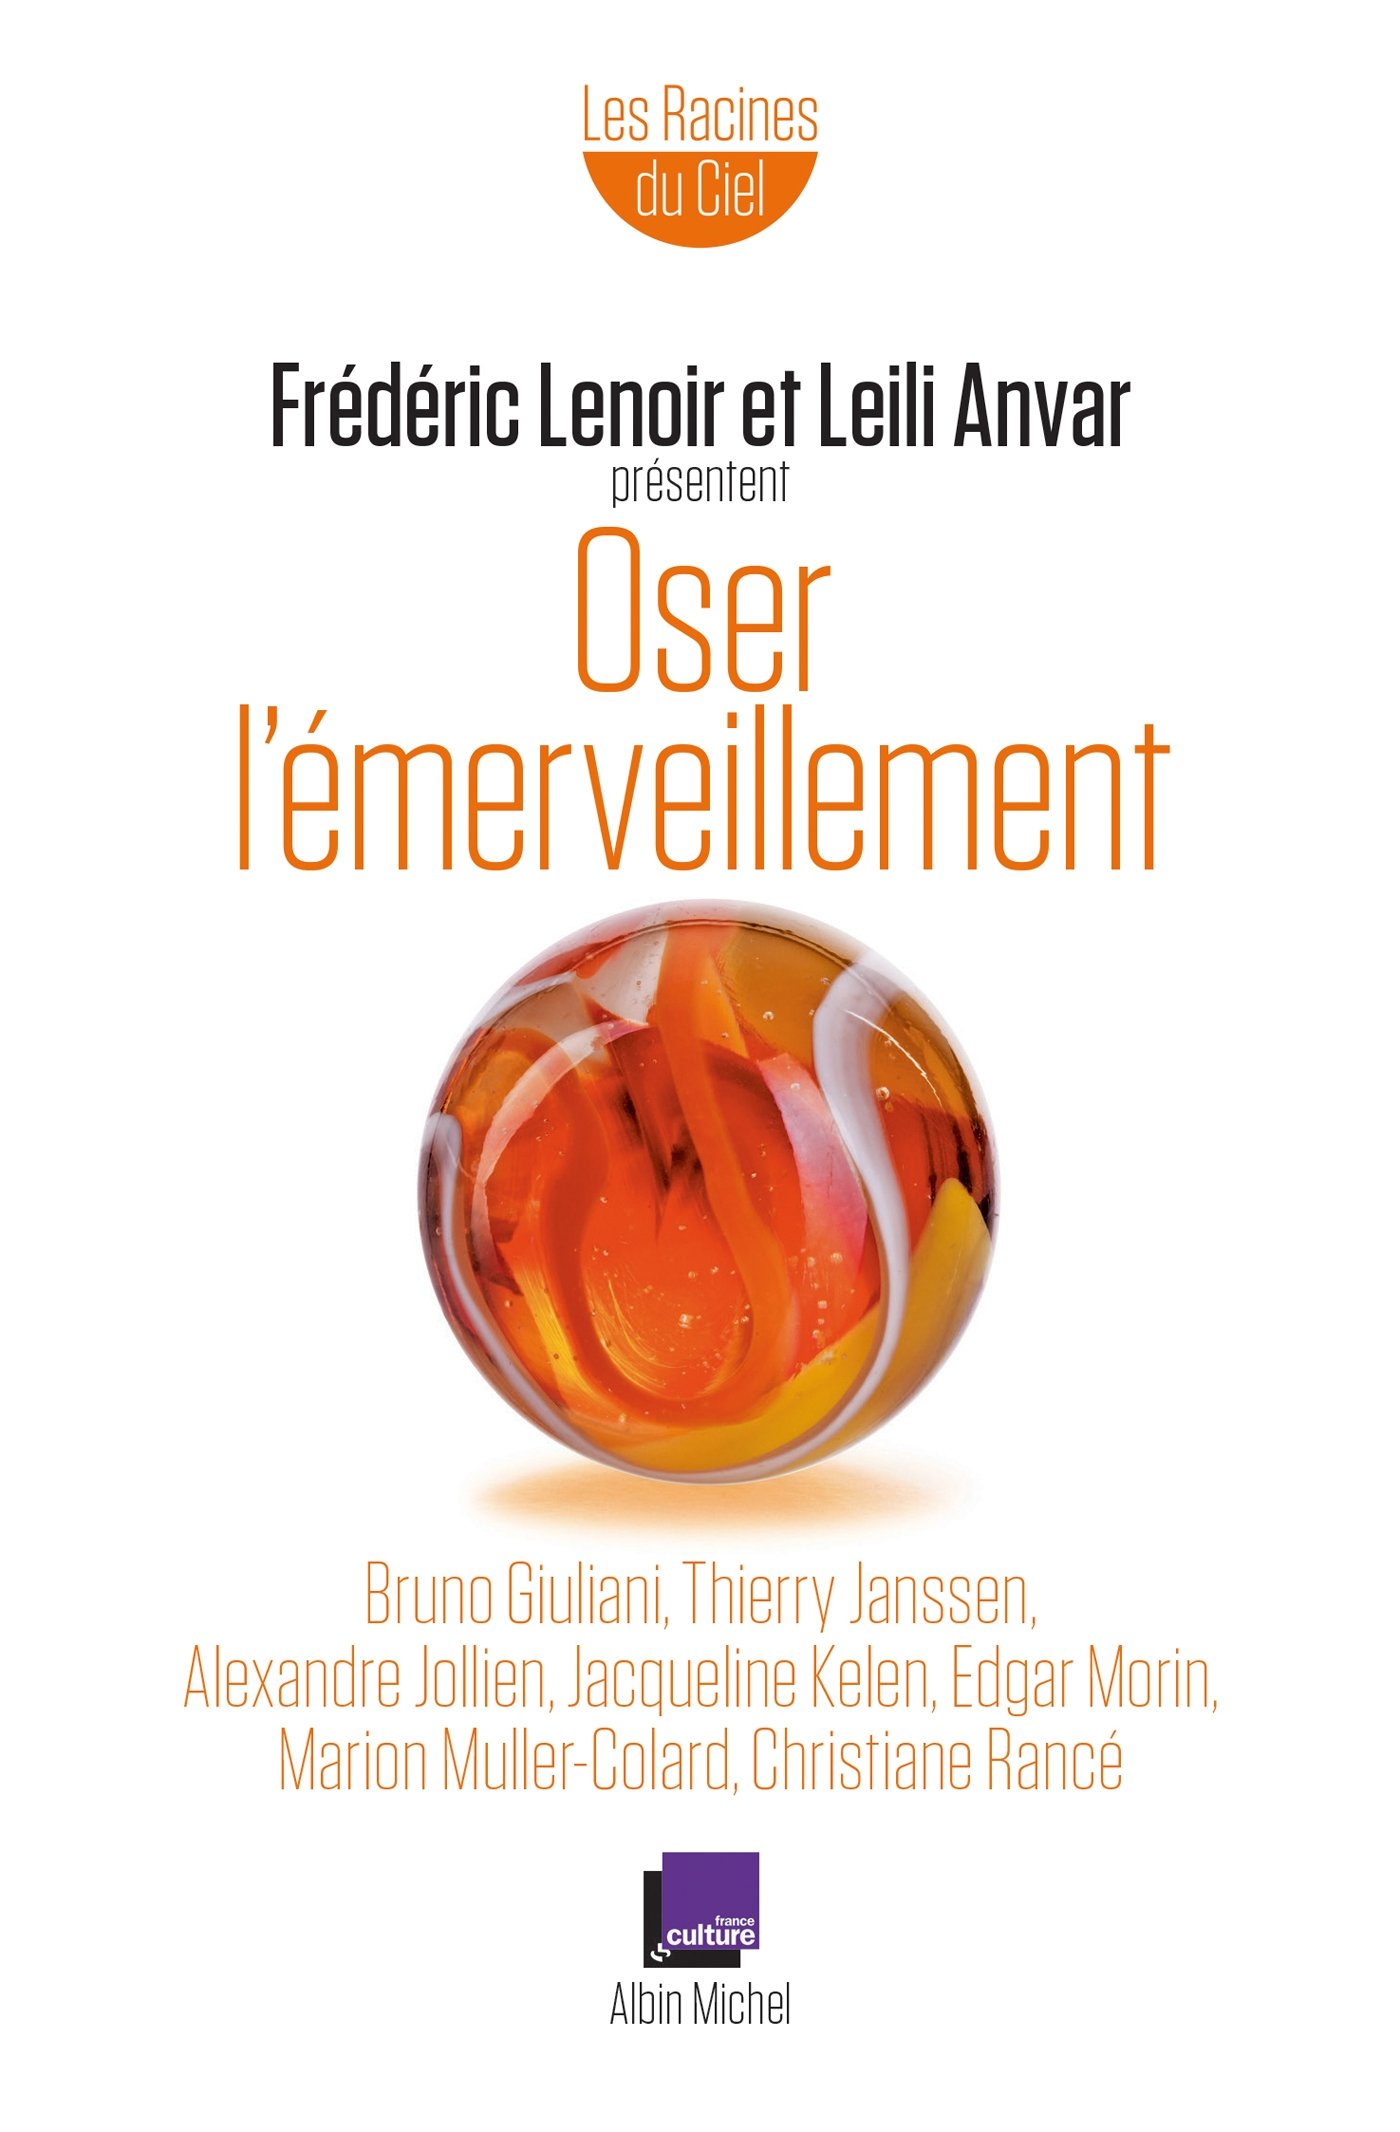 Les Racines
du Ciel
Frédéric Lenoir et Leili Anvar
présentent
Oser
l’émerveillement
Bruno Giuliani, Thierry Janssen,
Alexandre Jollien, Jacqueline Kelen, Edgar Morin,
Marion Muller-Colard, Christiane Rancé
france
culture
Albin Michel